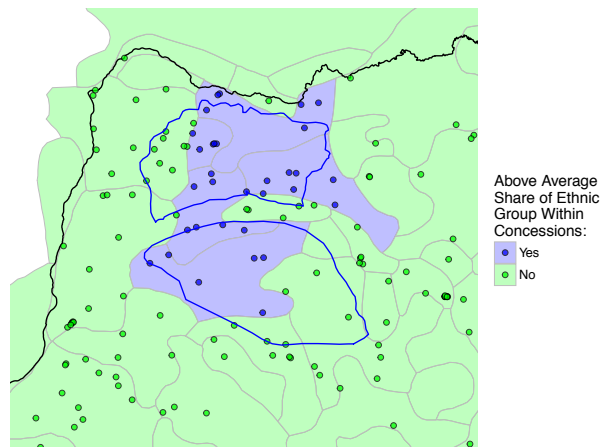 Above Average
Share of Ethnic
Group Within
Concessions:
Yes
No